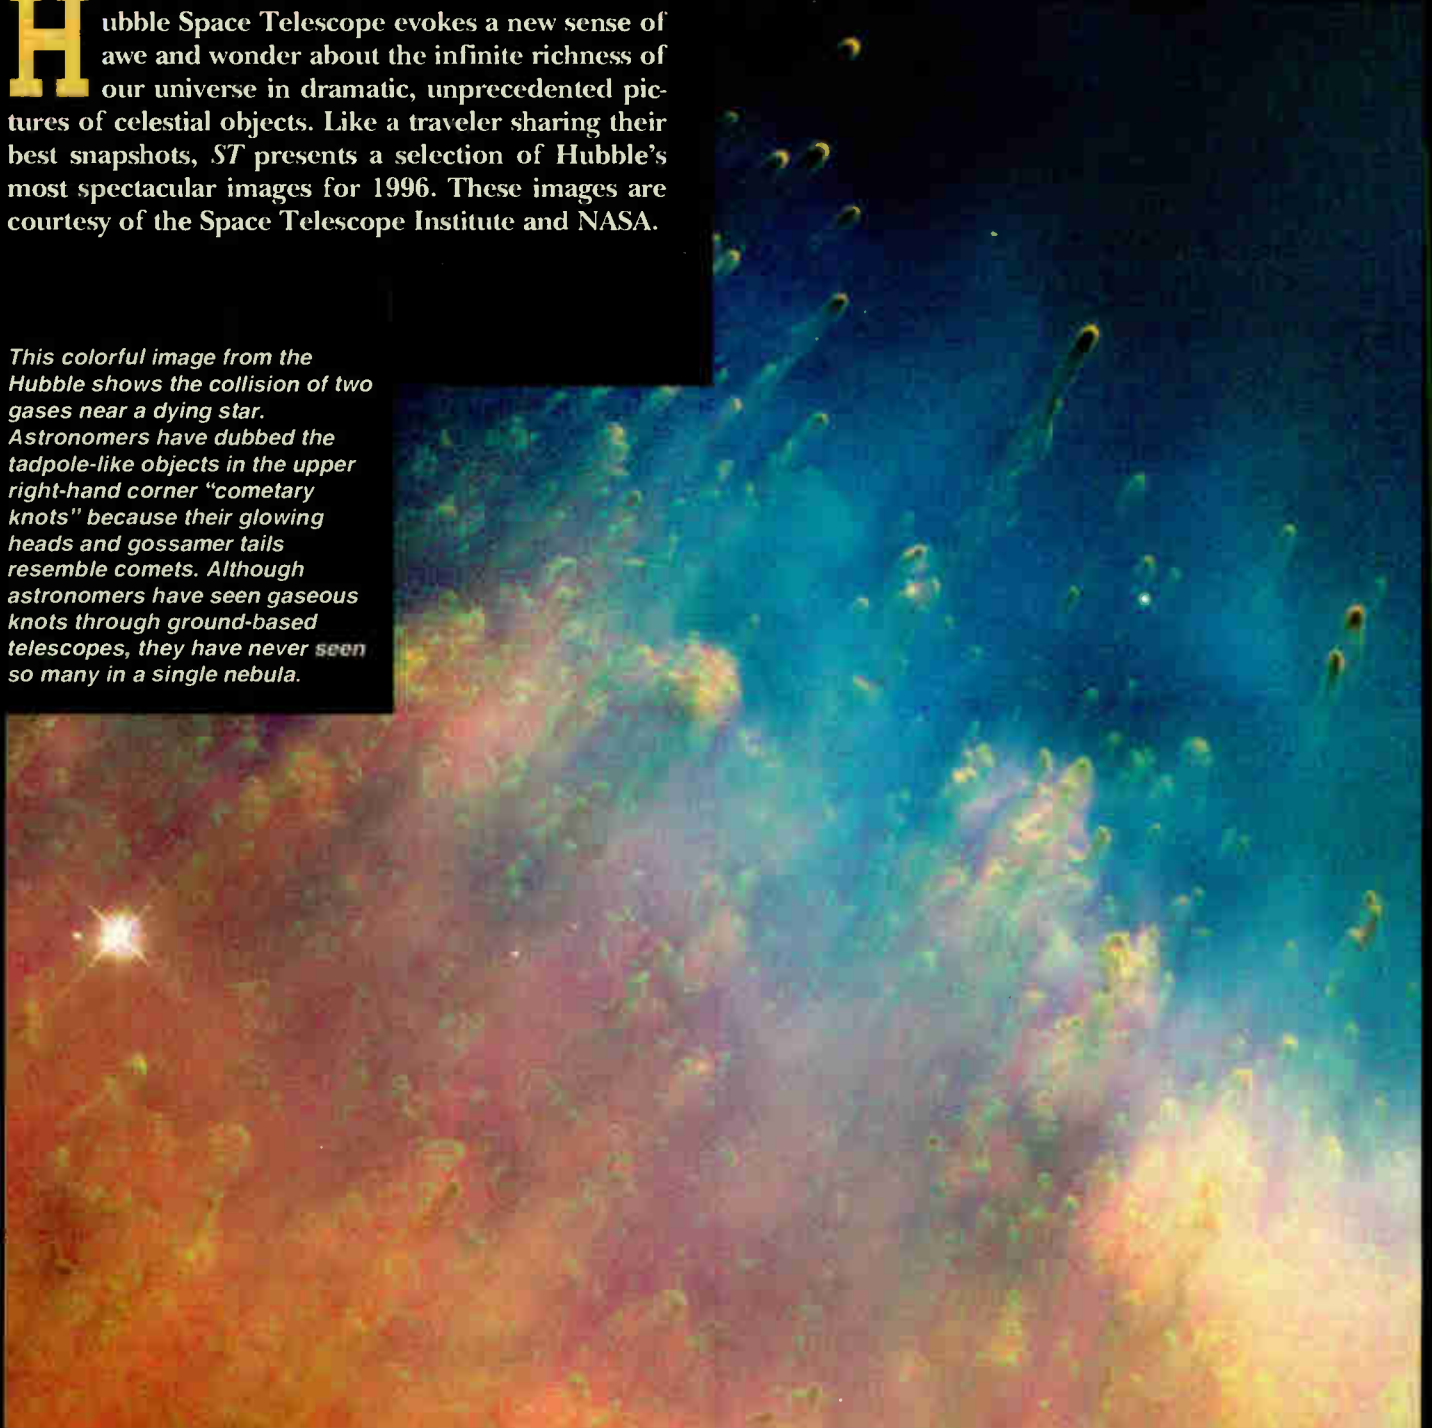 Hubble Space Telescope evokes a new sense of
awe and wonder about the infinite richness of
our universe in dramatic, unprecedented pic-
tures of celestial objects. Like a traveler sharing their
best snapshots, ST presents a selection of Hubble's
most spectacular images for 1996. These images are
courtesy of the Space Telescope Institute and NASA.
This colorful image from the
Hubble shows the collision of two
gases near a dying star.
Astronomers have dubbed the
tadpole-like objects in the upper
right-hand corner “cometary
knots” because their glowing
heads and gossamer tails
resemble comets. Although
astronomers have seen gaseous
knots through ground-based
telescopes, they have never seen
so many in a single nebula.